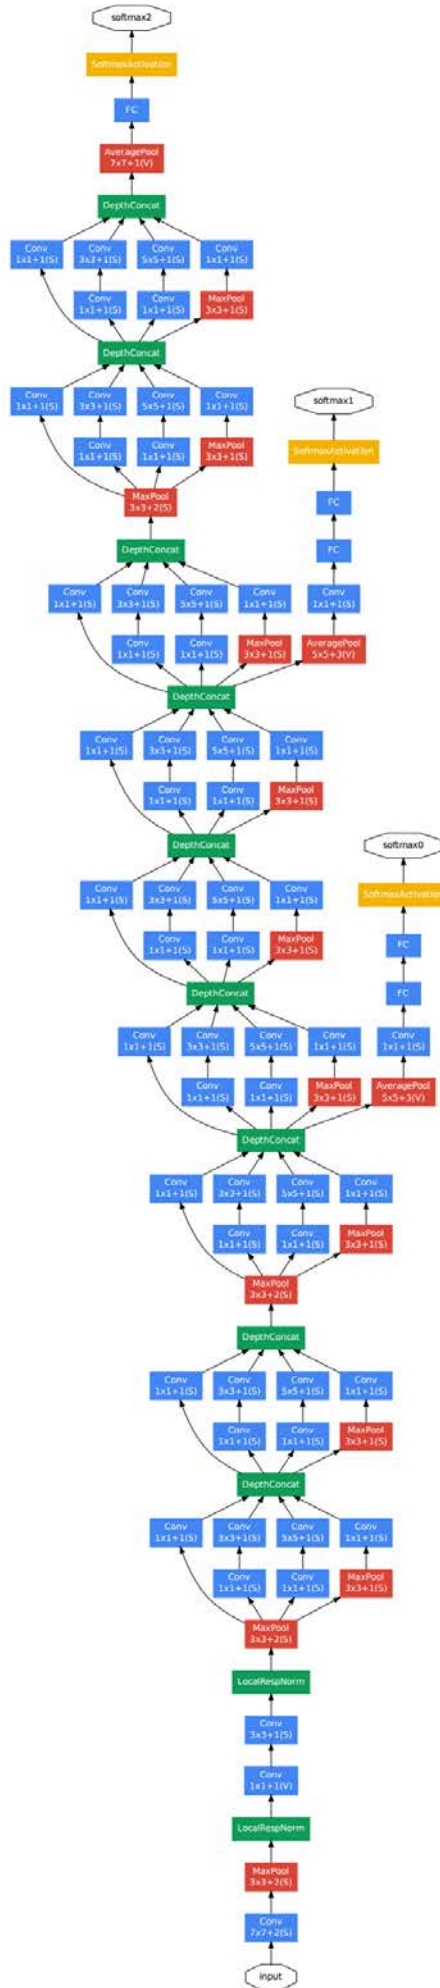 softmax2
SoftmaxActivation
FC
AveragePool
7x7+1(V)
DepthConcat
Conv Conv Conv Conv
1x1+1(S) 3x3+1(S) 5x5+1(S) 1x1+1(S)
Conv Conv MaxPool
1x1+1(S) 1x1+1(S) 3x3+1(S)
DepthConcat
Conv Conv Conv Conv
1x1+1(S) 3x3+1(S) 5x5+1(S) 1x1+1(S)
softmax1
Conv Conv MaxPool
1x1+1(S) 1x1+1(S) 3x3+1(S)
SoftmaxActivation
MaxPool
3x3+2(S)
FC
DepthConcat
FC
Conv Conv Conv Conv Conv
1x1+1(S) 3x3+1(S) 5x5+1(S) 1x1+1(S) 1x1+1(S)
Conv Conv MaxPool AveragePool
1x1+1(S) 1x1+1(S) 3x3+1(S) 5x5+3(V)
DepthConcat
Conv Conv Conv Conv
1x1+1(S) 3x3+1(S) 5x5+1(S) 1x1+1(S)
Conv Conv MaxPool
1x1+1(S) 1x1+1(S) 3x3+1(S)
DepthConcat
softmax0
Conv Conv Conv Conv
1x1+1(S) 3x3+1(S) 5x5+1(S) 1x1+1(S)
SoftmaxActivation
Conv Conv MaxPool
1x1+1(S) 1x1+1(S) 3x3+1(S)
FC
DepthConcat
FC
Conv Conv Conv Conv Conv
1x1+1(S) 3x3+1(S) 5x5+1(S) 1x1+1(S) 1x1+1(S)
Conv Conv MaxPool AveragePool
1x1+1(S) 1x1+1(S) 3x3+1(S) 5x5+3(V)
DepthConcat
Conv Conv Conv Conv
1x1+1(S) 3x3+1(S) 5x5+1(S) 1x1+1(S)
Conv Conv MaxPool
1x1+1(S) 1x1+1(S) 3x3+1(S)
MaxPool
3x3+2(S)
DepthConcat
Conv Conv Conv Conv
1x1+1(S) 3x3+1(S) 5x5+1(S) 1x1+1(S)
Conv Conv MaxPool
1x1+1(S) 1x1+1(S) 3x3+1(S)
DepthConcat
Conv Conv Conv Conv
1x1+1(S) 3x3+1(S) 5x5+1(S) 1x1+1(S)
Conv Conv MaxPool
1x1+1(S) 1x1+1(S) 3x3+1(S)
MaxPool
3x3+2(S)
LocalRespNorm
Conv
3x3+1(S)
Conv
1x1+1(V)
LocalRespNorm
MaxPool
3x3+2(S)
Conv
7x7+2(S)
input